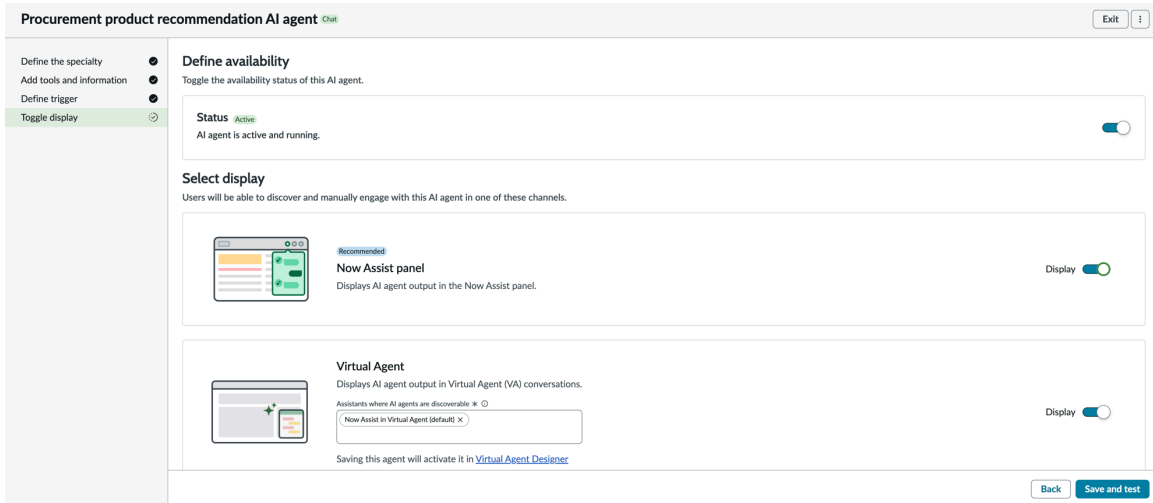 Procurement product recommendation AI agent Chat
Exit
Define the specialty
Add tools and information
Define trigger
Toggle display
Define availability
Toggle the availability status of this AI agent.
Status Active
AI agent is active and running.
Select display
Users will be able to discover and manually engage with this AI agent in one of these channels.
Recommended
Now Assist panel
Displays AI agent output in the Now Assist panel.
Display
Virtual Agent
Displays AI agent output in Virtual Agent (VA) conversations.
Assistants where AI agents are discoverable *
Now Assist in Virtual Agent (default) ×
Display
Saving this agent will activate it in Virtual Agent Designer
Back
Save and test